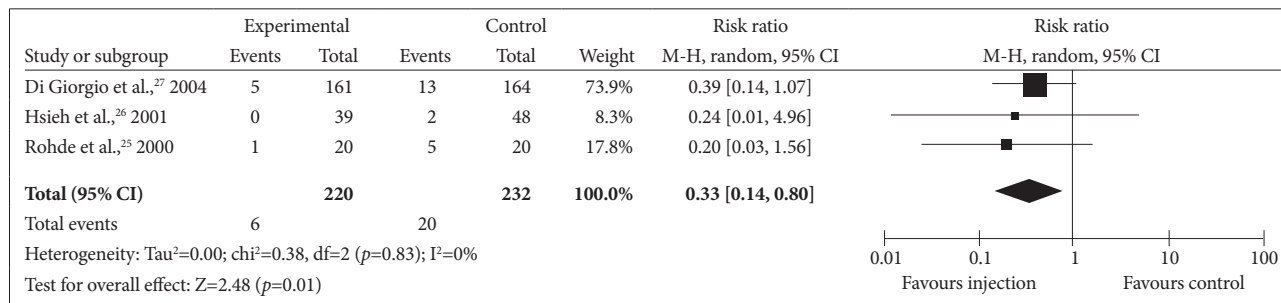 Experimental Control Risk ratio Risk ratio
Study or subgroup Events Total Events Total Weight M-H, random, 95% CI M-H, random, 95% CI
Di Giorgio et al.,²⁷ 2004 5 161 13 164 73.9% 0.39 [0.14, 1.07]
Hsieh et al.,²⁶ 2001 0 39 2 48 8.3% 0.24 [0.01, 4.96]
Rohde et al.,²⁵ 2000 1 20 5 20 17.8% 0.20 [0.03, 1.56]
Total (95% CI) 220 232 100.0% 0.33 [0.14, 0.80]
Total events 6 20
Heterogeneity: Tau²=0.00; chi²=0.38, df=2 (p=0.83); I²=0%
Test for overall effect: Z=2.48 (p=0.01)
0.01 0.1 1 10 100
Favours injection Favours control